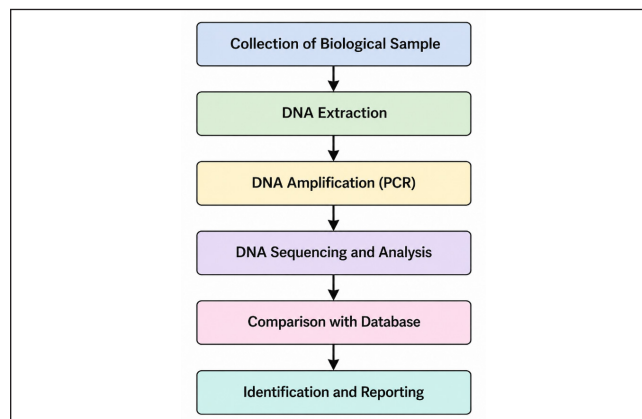 Collection of Biological Sample
DNA Extraction
DNA Amplification (PCR)
DNA Sequencing and Analysis
Comparison with Database
Identification and Reporting